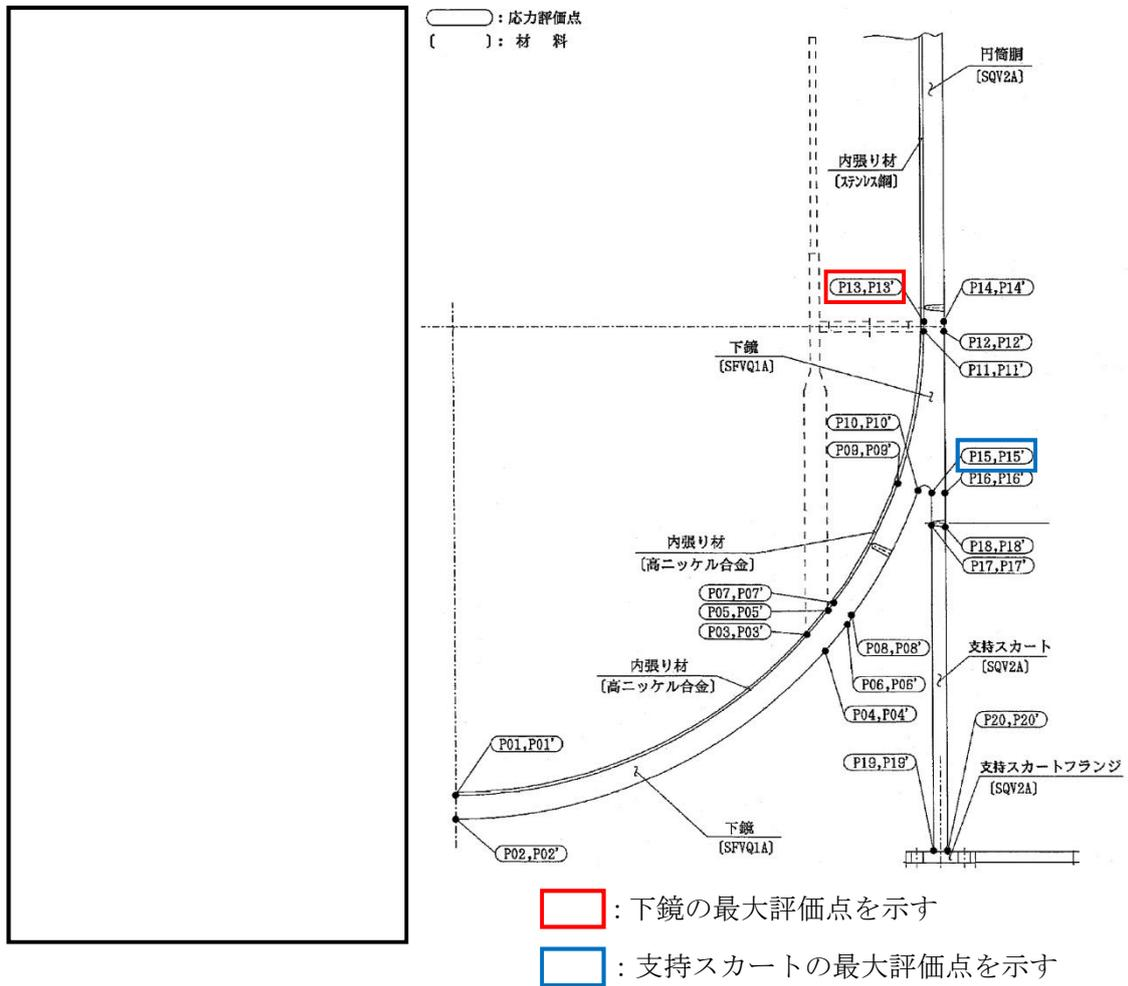 ：応力評価点
〔　　〕：材　料
円筒胴
〔SQV2A〕
内張り材
〔ステンレス鋼〕
P13,P13'
P14,P14'
P12,P12'
下鏡
〔SFVQ1A〕
P11,P11'
P10,P10'
P09,P09'
P15,P15'
P16,P16'
内張り材
〔高ニッケル合金〕
P18,P18'
P17,P17'
P07,P07'
P05,P05'
P03,P03'
P08,P08'
支持スカート
〔SQV2A〕
内張り材
〔高ニッケル合金〕
P06,P06'
P04,P04'
P20,P20'
P01,P01'
P19,P19'
支持スカートフランジ
〔SQV2A〕
下鏡
〔SFVQ1A〕
P02,P02'
：下鏡の最大評価点を示す
：支持スカートの最大評価点を示す